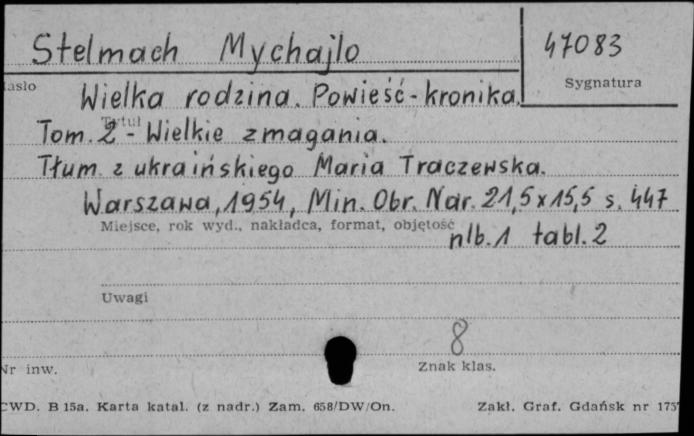 Stelmach Mychajlo 47083
Sygnatura
Wielka rodzina. Powieść-kronika.
Tytuł
Tom. 2 - Wielkie zmagania.
Tłum. z ukraińskiego Maria Traczewska.
Warszawa, 1954, Min. Obr. Nar. 21,5x15,5 s. 447
Miejsce, rok wyd., nakładca, format, objętość
nlb. 1 tabl. 2
Uwagi
8
Nr inw. Znak klas.
CWD. B 15a. Karta katal. (z nadr.) Zam. 658/DW/On. Zakł. Graf. Gdańsk nr